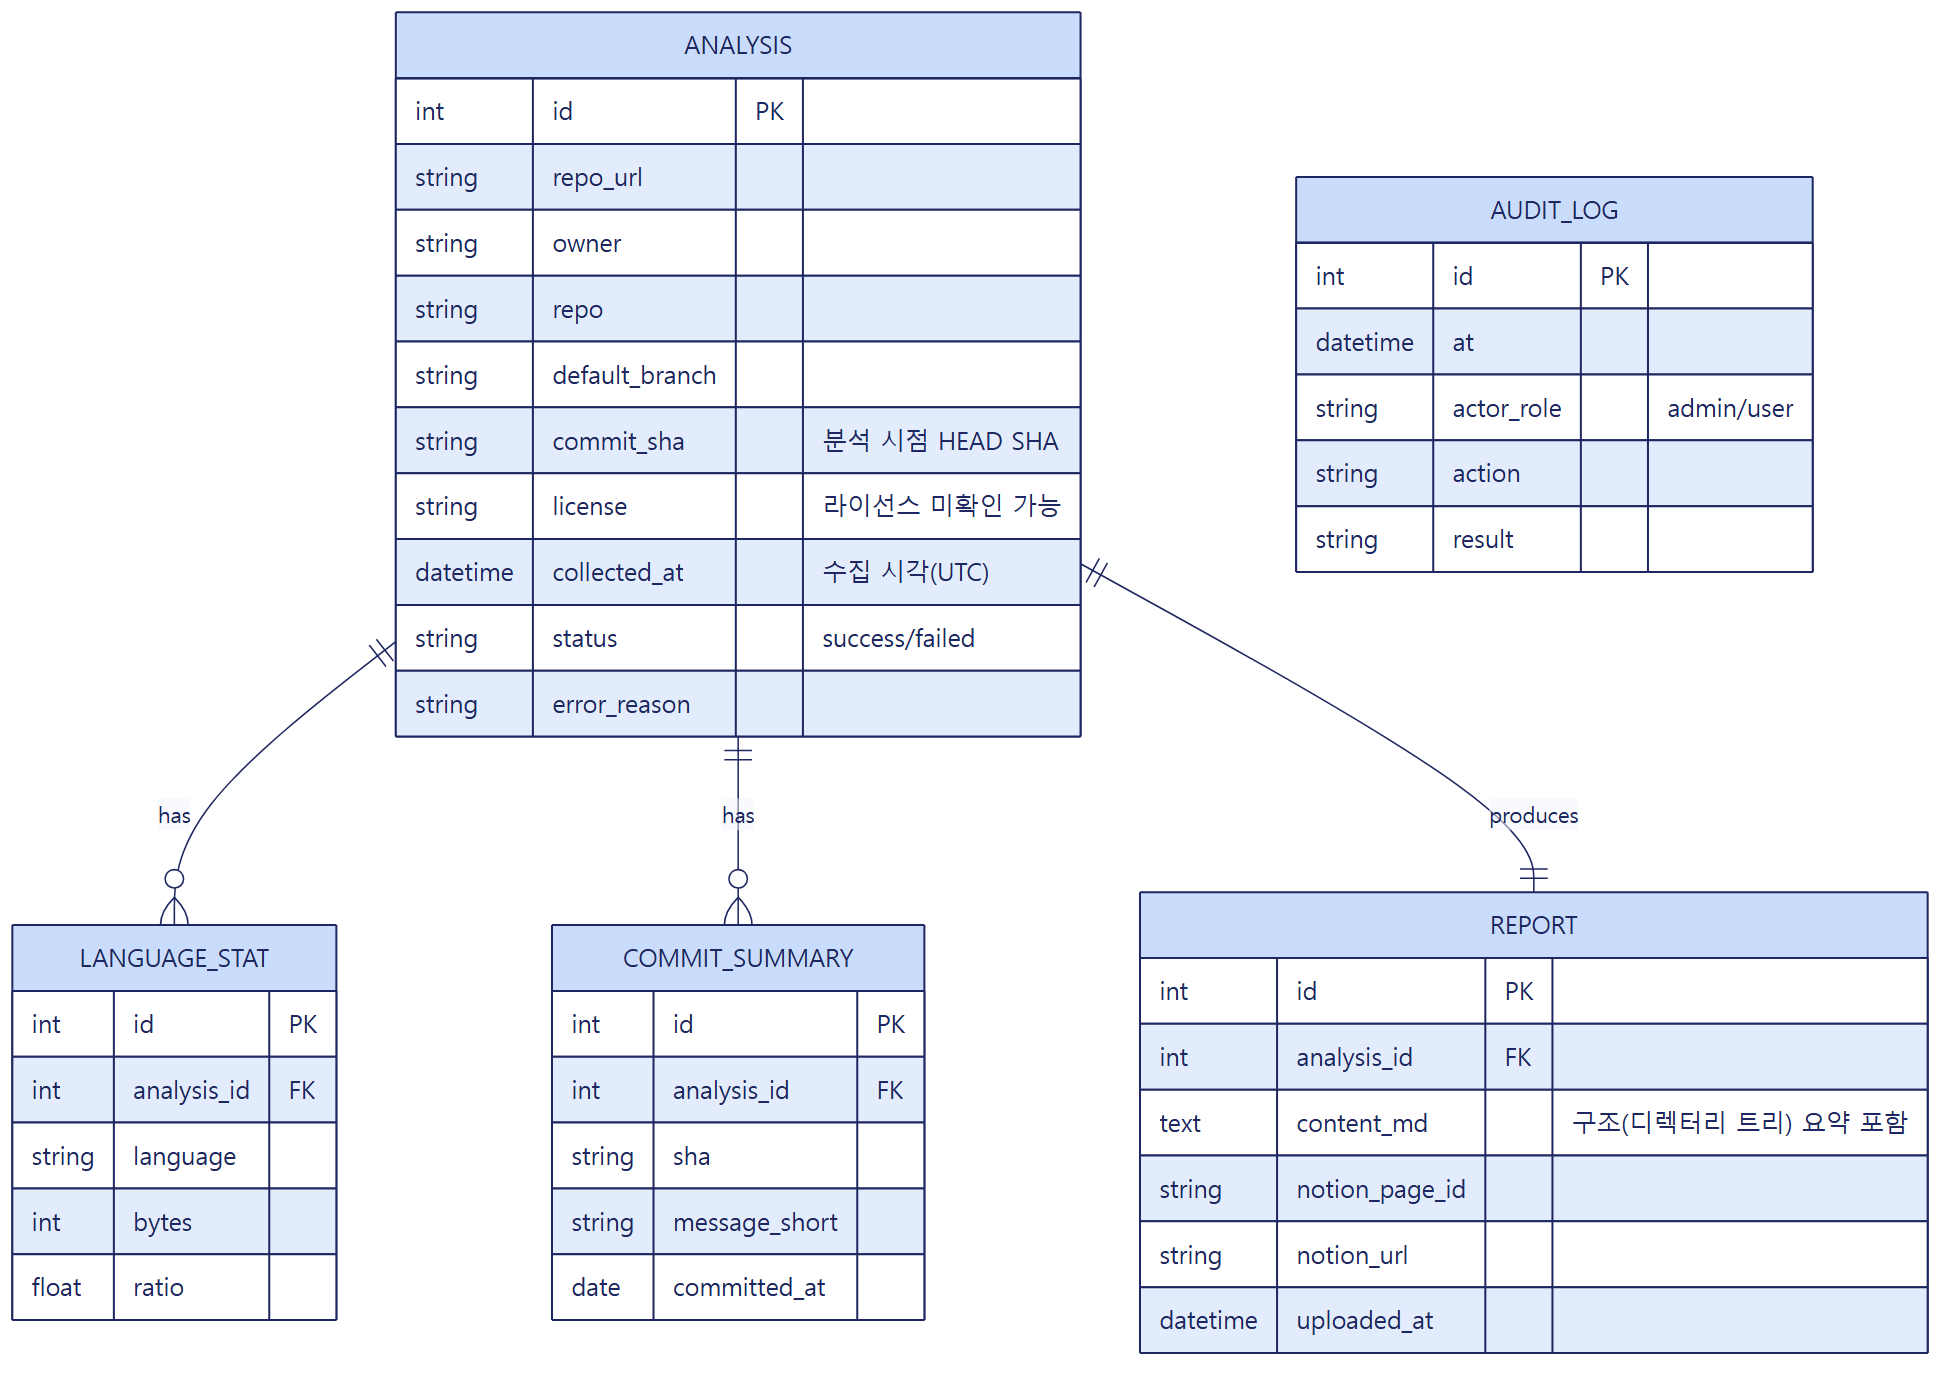 ANALYSIS
int id PK
string repo_url
string owner
string repo
string default_branch
string commit_sha 분석 시점 HEAD SHA
string license 라이선스 미확인 가능
datetime collected_at 수집 시각(UTC)
string status success/failed
string error_reason
AUDIT_LOG
int id PK
datetime at
string actor_role admin/user
string action
string result
has
has
produces
LANGUAGE_STAT
int id PK
int analysis_id FK
string language
int bytes
float ratio
COMMIT_SUMMARY
int id PK
int analysis_id FK
string sha
string message_short
date committed_at
REPORT
int id PK
int analysis_id FK
text content_md 구조(디렉터리 트리) 요약 포함
string notion_page_id
string notion_url
datetime uploaded_at